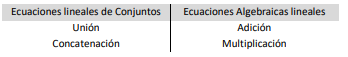 Ecuaciones lineales de Conjuntos Ecuaciones Algebraicas lineales
Unión Adición
Concatenación Multiplicación